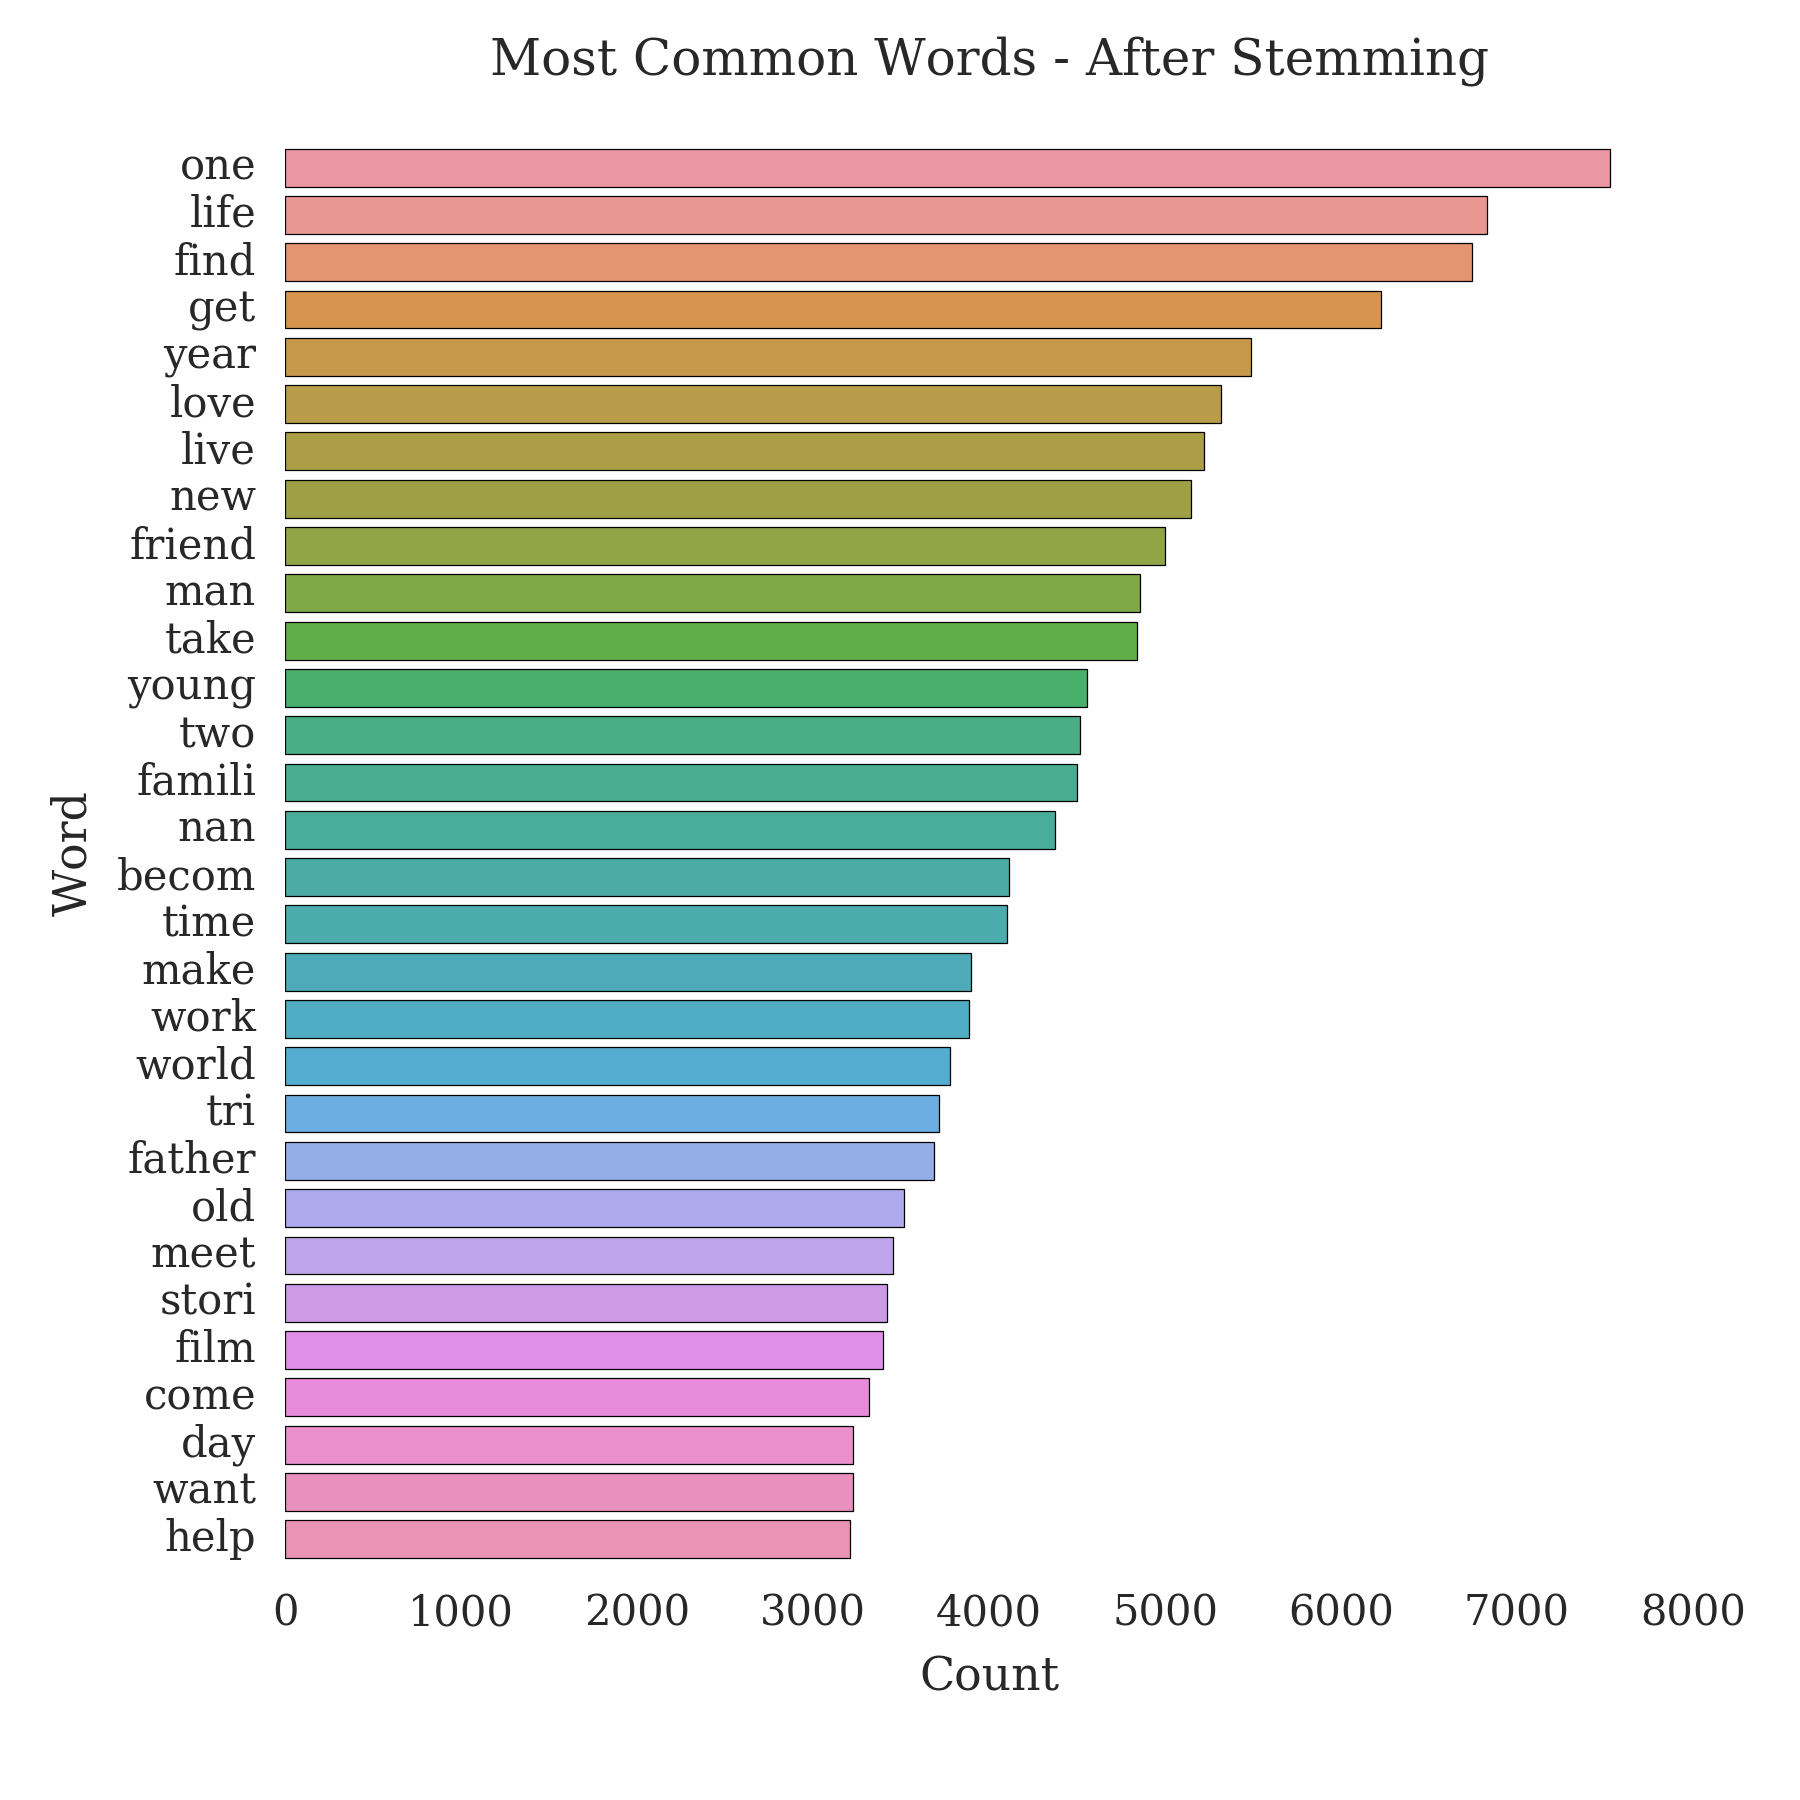 Most Common Words - After Stemming
one
life
find
get
year
love
live
new
friend
man
take
young
two
famili
nan
becom
time
make
work
world
tri
father
old
meet
stori
film
come
day
want
help
Word
0 1000 2000 3000 4000 5000 6000 7000 8000
Count